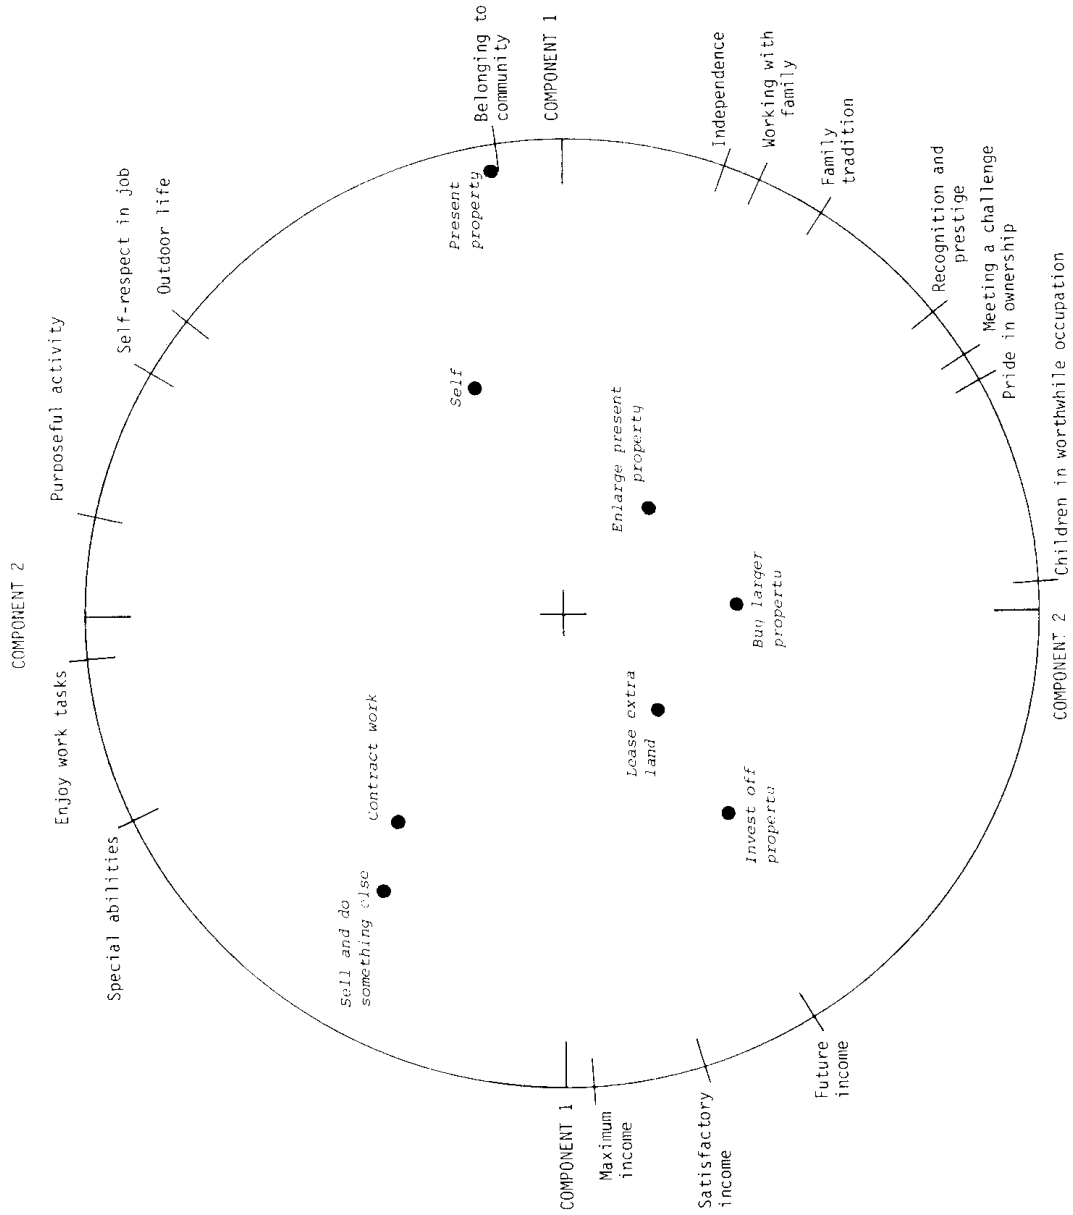 COMPONENT 2
Purposeful activity
Self-respect in job
Outdoor life
Belonging to
community
COMPONENT 1
Independence
Working with
family
Family
tradition
Recognition and
prestige
Meeting a challenge
Pride in ownership
Children in worthwhile occupation
COMPONENT 2
Future
income
Satisfactory
income
Maximum
income
COMPONENT 1
Special abilities
Enjoy work tasks
Present
property
Self
Enlarge present
property
Buy larger
propertu
Lease extra
land
Invest off
propertu
Contract work
Sell and do
something else